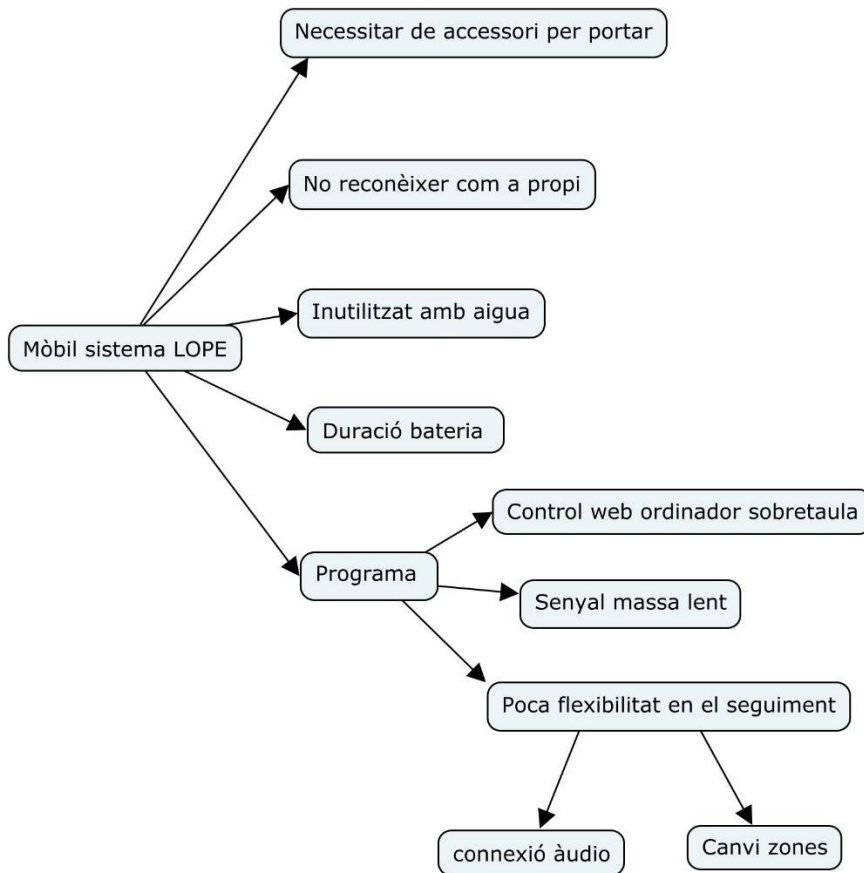 Necessitar de accessori per portar
No reconèixer com a propi
Inutilitzat amb aigua
Mòbil sistema LOPE
Duració bateria
Control web ordinador sobretaula
Programa
Senyal massa lent
Poca flexibilitat en el seguiment
connexió àudio
Canvi zones